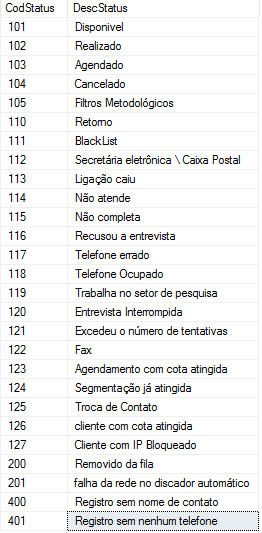 CodStatus DescStatus
101 Disponivel
102 Realizado
103 Agendado
104 Cancelado
105 Filtros Metodológicos
110 Retorno
111 BlackList
112 Secretária eletrônica \ Caixa Postal
113 Ligação caiu
114 Não atende
115 Não completa
116 Recusou a entrevista
117 Telefone errado
118 Telefone Ocupado
119 Trabalha no setor de pesquisa
120 Entrevista Interrompida
121 Excedeu o número de tentativas
122 Fax
123 Agendamento com cota atingida
124 Segmentação já atingida
125 Troca de Contato
126 cliente com cota atingida
127 Cliente com IP Bloqueado
200 Removido da fila
201 falha da rede no discador automático
400 Registro sem nome de contato
401 Registro sem nenhum telefone